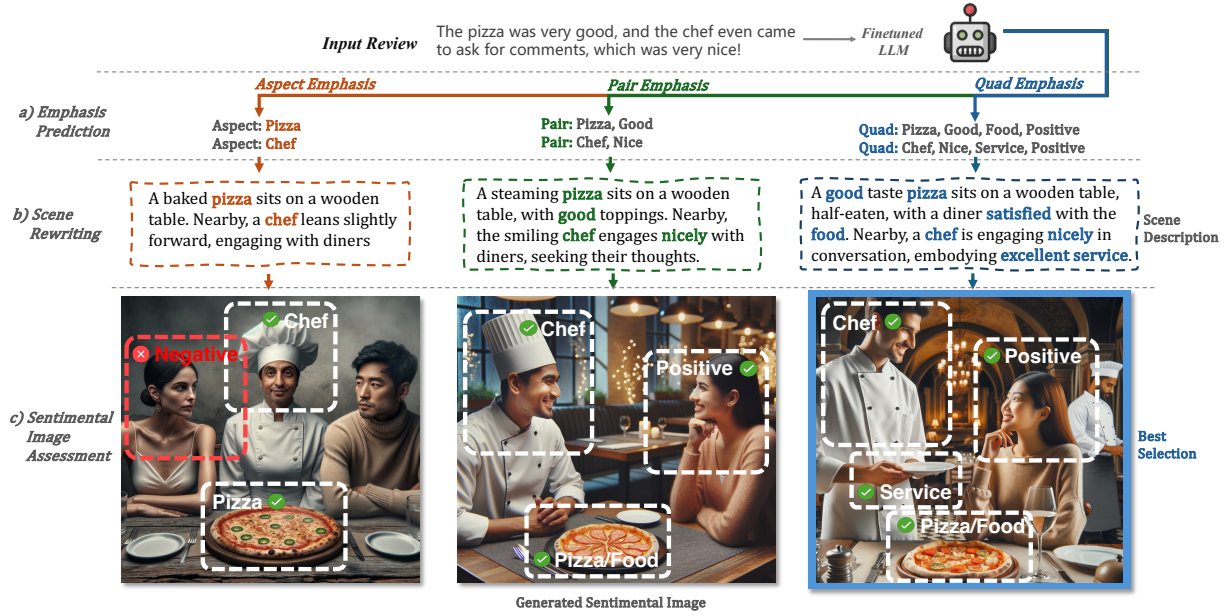 Input Review
The pizza was very good, and the chef even came
to ask for comments, which was very nice!
Finetuned
LLM
Aspect Emphasis
Pair Emphasis
Quad Emphasis
a) Emphasis
Prediction
Aspect: Pizza
Aspect: Chef
Pair: Pizza, Good
Pair: Chef, Nice
Quad: Pizza, Good, Food, Positive
Quad: Chef, Nice, Service, Positive
b) Scene
Rewriting
A baked pizza sits on a wooden
table. Nearby, a chef leans slightly
forward, engaging with diners
A steaming pizza sits on a wooden
table, with good toppings. Nearby,
the smiling chef engages nicely with
diners, seeking their thoughts.
A good taste pizza sits on a wooden table,
half-eaten, with a diner satisfied with the
food. Nearby, a chef is engaging nicely in
conversation, embodying excellent service.
Scene
Description
c) Sentimental
Image
Assessment
Chef
Negative
Pizza
Chef
Positive
Pizza/Food
Chef
Positive
Service
Pizza/Food
Best
Selection
Generated Sentimental Image